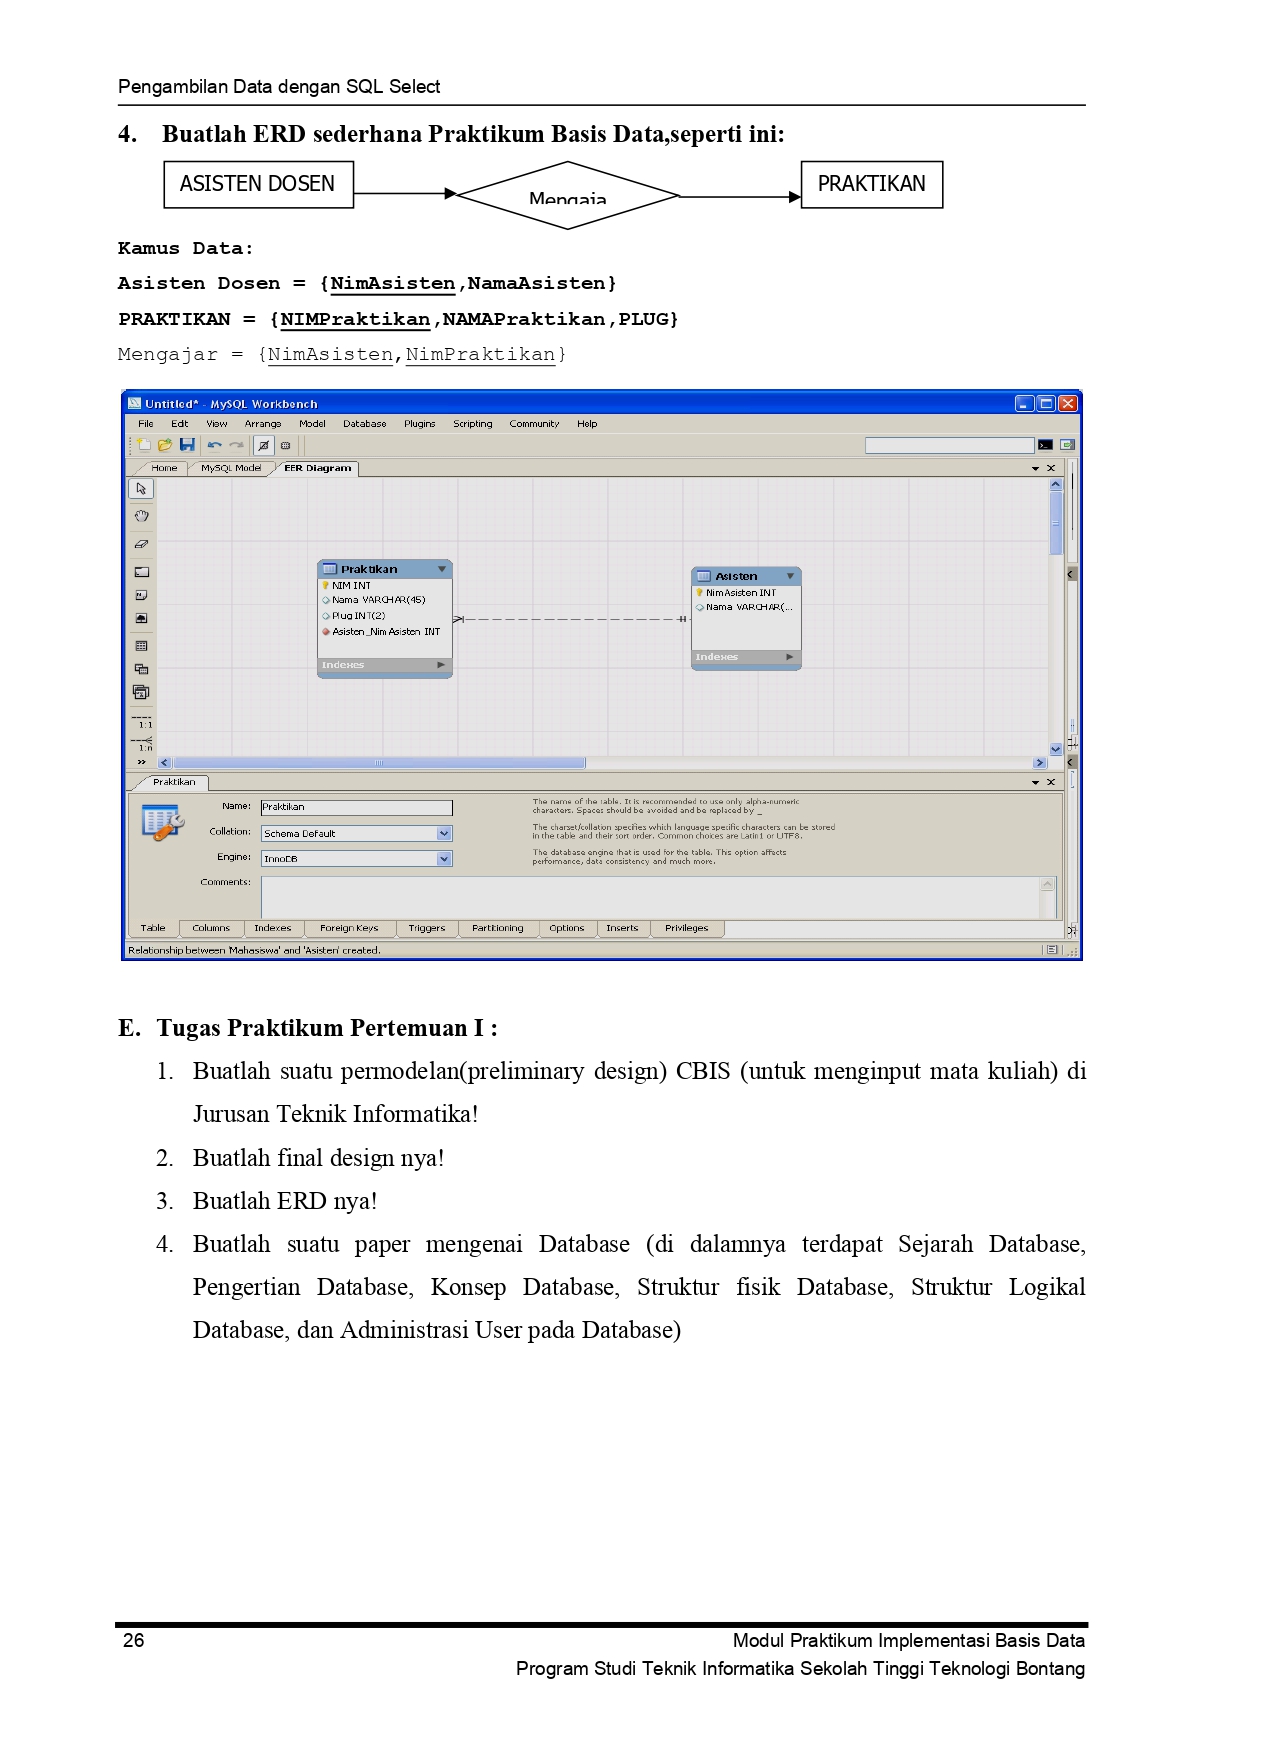 Pengambilan Data dengan SQL Select
4. Buatlah ERD sederhana Praktikum Basis Data,seperti ini:
ASISTEN DOSEN
Mengaja
PRAKTIKAN
Kamus Data:
Asisten Dosen = {NimAsisten,NamaAsisten}
PRAKTIKAN = {NIMPraktikan,NAMAPraktikan,PLUG}
Mengajar = {NimAsisten,NimPraktikan}
Untitled* - MySQL Workbench
File Edit View Arrange Model Database Plugins Scripting Community Help
Home MySQL Model EER Diagram
Praktikan
NIM INT
Nama VARCHAR(45)
Plug INT(2)
Asisten_NimAsisten INT
Indexes
Asisten
NimAsisten INT
Nama VARCHAR(...
Indexes
1:1
1:n
Praktikan
Name: Praktikan
The name of the table. It is recommended to use only alpha-numeric
characters. Spaces should be avoided and be replaced by _
Collation: Schema Default
The charset/collation specifies which language specific characters can be stored
in the table and their sort order. Common choices are Latin1 or UTF8.
Engine: InnoDB
The database engine that is used for the table. This option affects
performance, data consistency and much more.
Comments:
Table Columns Indexes Foreign Keys Triggers Partitioning Options Inserts Privileges
Relationship between 'Mahasiswa' and 'Asisten' created.
E. Tugas Praktikum Pertemuan I :
1. Buatlah suatu permodelan(preliminary design) CBIS (untuk menginput mata kuliah) di
Jurusan Teknik Informatika!
2. Buatlah final design nya!
3. Buatlah ERD nya!
4. Buatlah suatu paper mengenai Database (di dalamnya terdapat Sejarah Database,
Pengertian Database, Konsep Database, Struktur fisik Database, Struktur Logikal
Database, dan Administrasi User pada Database)
26
Modul Praktikum Implementasi Basis Data
Program Studi Teknik Informatika Sekolah Tinggi Teknologi Bontang